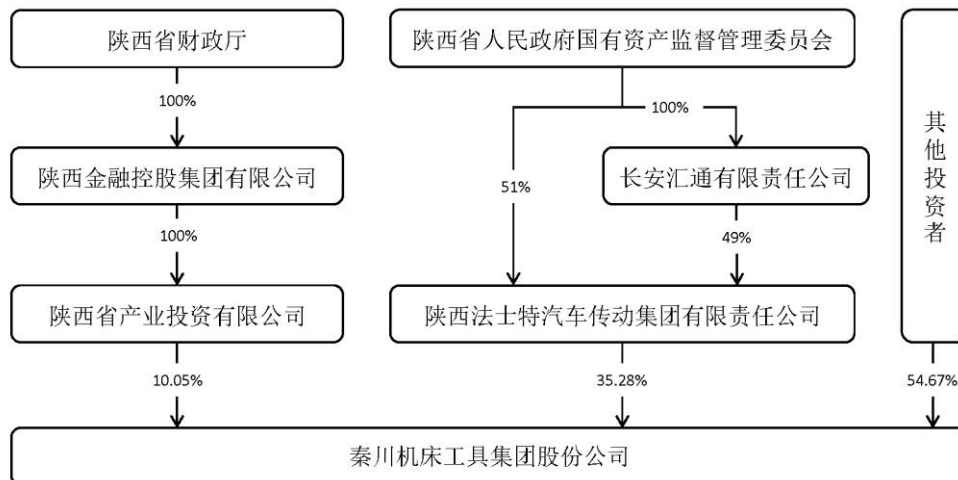 陕西省财政厅
陕西省人民政府国有资产监督管理委员会
其他投资者
100%
100%
陕西金融控股集团有限公司
51%
长安汇通有限责任公司
100%
49%
陕西省产业投资有限公司
陕西法士特汽车传动集团有限责任公司
10.05%
35.28%
54.67%
秦川机床工具集团股份公司